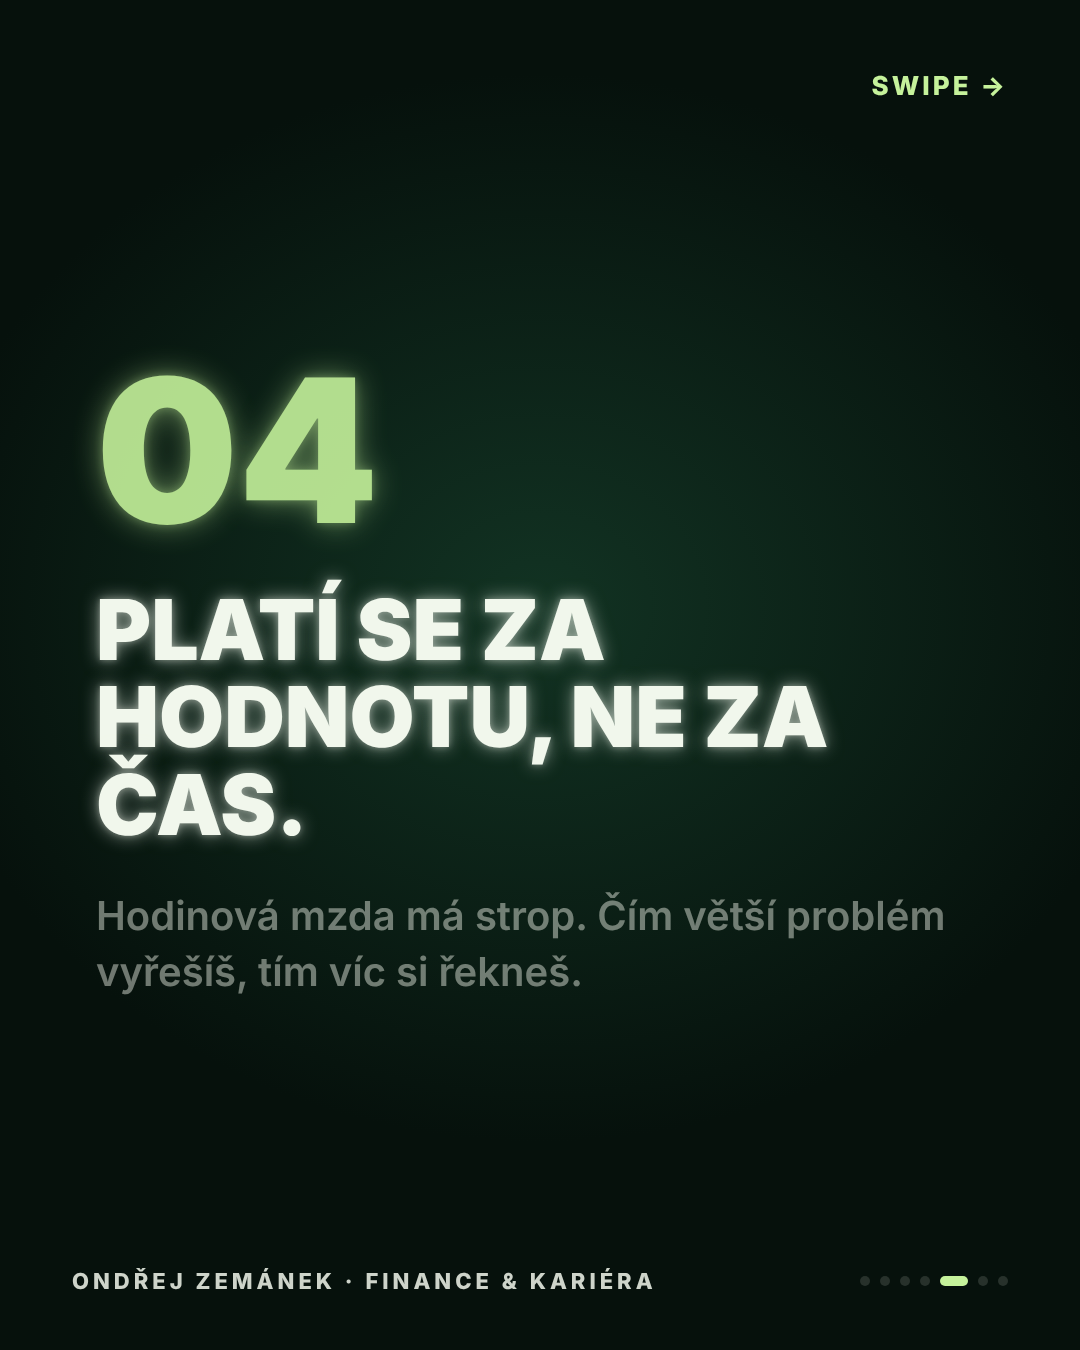 SWIPE →
04
PLATÍ SE ZA
HODNOTU, NE ZA
ČAS.
Hodinová mzda má strop. Čím větší problém
vyřešíš, tím víc si řekneš.
ONDŘEJ ZEMÁNEK · FINANCE & KARIÉRA